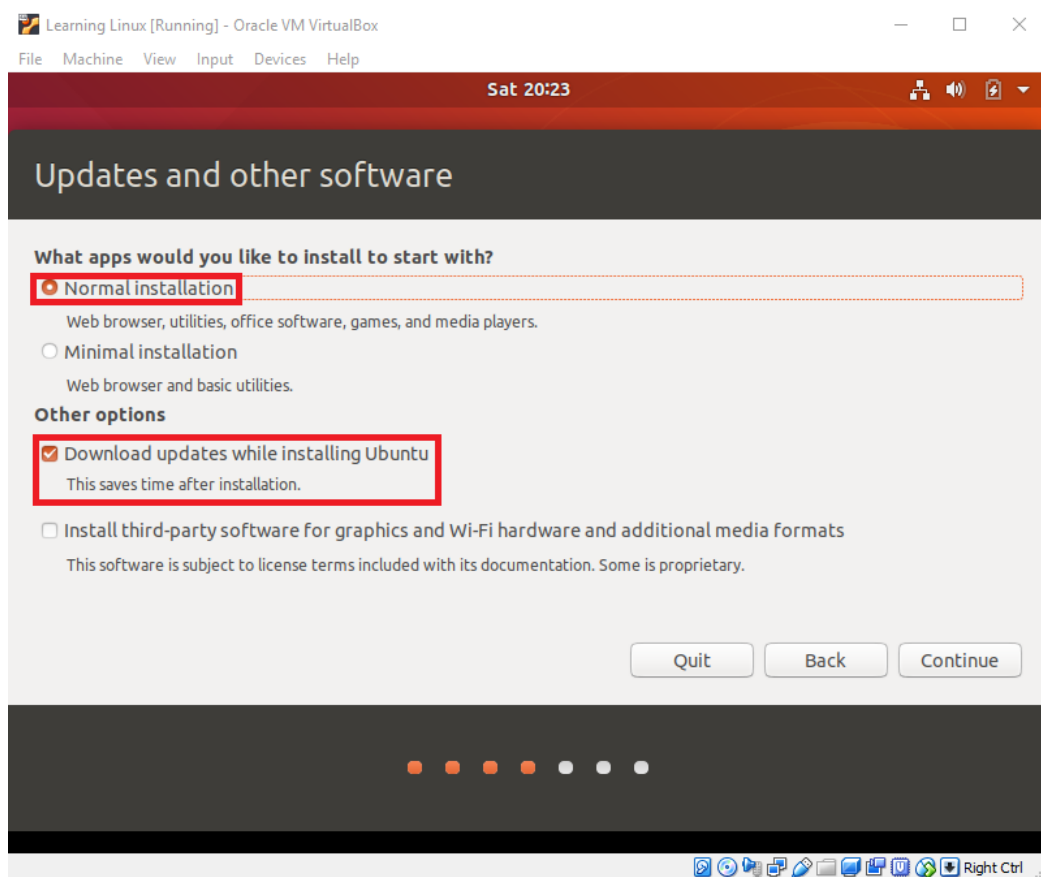 Learning Linux [Running] - Oracle VM VirtualBox
File Machine View Input Devices Help
Sat 20:23
Updates and other software
What apps would you like to install to start with?
Normal installation
Web browser, utilities, office software, games, and media players.
Minimal installation
Web browser and basic utilities.
Other options
Download updates while installing Ubuntu
This saves time after installation.
Install third-party software for graphics and Wi-Fi hardware and additional media formats
This software is subject to license terms included with its documentation. Some is proprietary.
Quit Back Continue
Right Ctrl